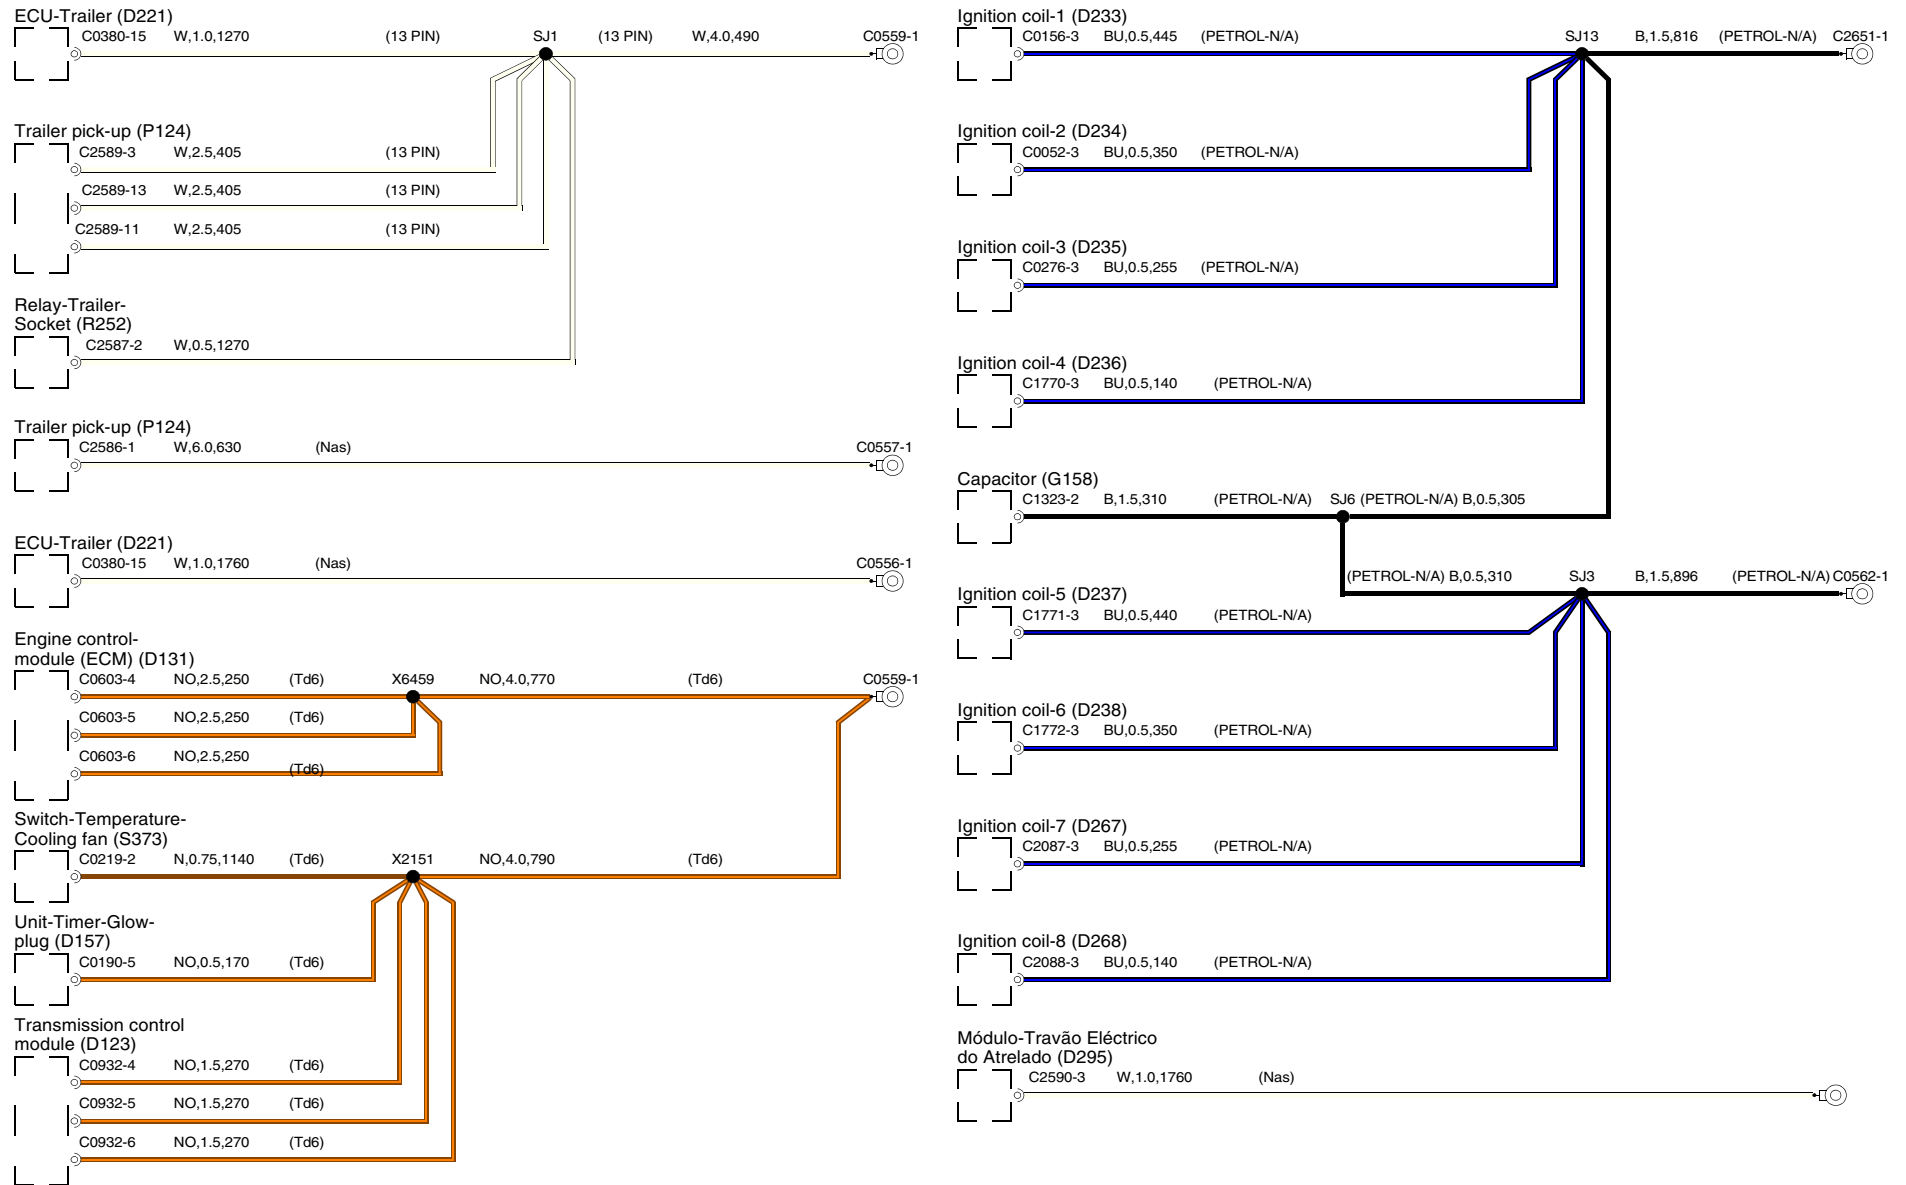 ECU-Trailer (D221)
C0380-15 W,1.0,1270 (13 PIN) SJ1 (13 PIN) W,4.0,490 C0559-1
Trailer pick-up (P124)
C2589-3 W,2.5,405 (13 PIN)
C2589-13 W,2.5,405 (13 PIN)
C2589-11 W,2.5,405 (13 PIN)
Relay-Trailer-
Socket (R252)
C2587-2 W,0.5,1270
Trailer pick-up (P124)
C2586-1 W,6.0,630 (Nas) C0557-1
ECU-Trailer (D221)
C0380-15 W,1.0,1760 (Nas) C0556-1
Engine control-
module (ECM) (D131)
C0603-4 NO,2.5,250 (Td6) X6459 NO,4.0,770 (Td6) C0559-1
C0603-5 NO,2.5,250 (Td6)
C0603-6 NO,2.5,250 (Td6)
Switch-Temperature-
Cooling fan (S373)
C0219-2 N,0.75,1140 (Td6) X2151 NO,4.0,790 (Td6)
Unit-Timer-Glow-
plug (D157)
C0190-5 NO,0.5,170 (Td6)
Transmission control
module (D123)
C0932-4 NO,1.5,270 (Td6)
C0932-5 NO,1.5,270 (Td6)
C0932-6 NO,1.5,270 (Td6)
Ignition coil-1 (D233)
C0156-3 BU,0.5,445 (PETROL-N/A) SJ13 B,1.5,816 (PETROL-N/A) C2651-1
Ignition coil-2 (D234)
C0052-3 BU,0.5,350 (PETROL-N/A)
Ignition coil-3 (D235)
C0276-3 BU,0.5,255 (PETROL-N/A)
Ignition coil-4 (D236)
C1770-3 BU,0.5,140 (PETROL-N/A)
Capacitor (G158)
C1323-2 B,1.5,310 (PETROL-N/A) SJ6 (PETROL-N/A) B,0.5,305
(PETROL-N/A) B,0.5,310 SJ3 B,1.5,896 (PETROL-N/A) C0562-1
Ignition coil-5 (D237)
C1771-3 BU,0.5,440 (PETROL-N/A)
Ignition coil-6 (D238)
C1772-3 BU,0.5,350 (PETROL-N/A)
Ignition coil-7 (D267)
C2087-3 BU,0.5,255 (PETROL-N/A)
Ignition coil-8 (D268)
C2088-3 BU,0.5,140 (PETROL-N/A)
Módulo-Travão Eléctrico
do Atrelado (D295)
C2590-3 W,1.0,1760 (Nas)